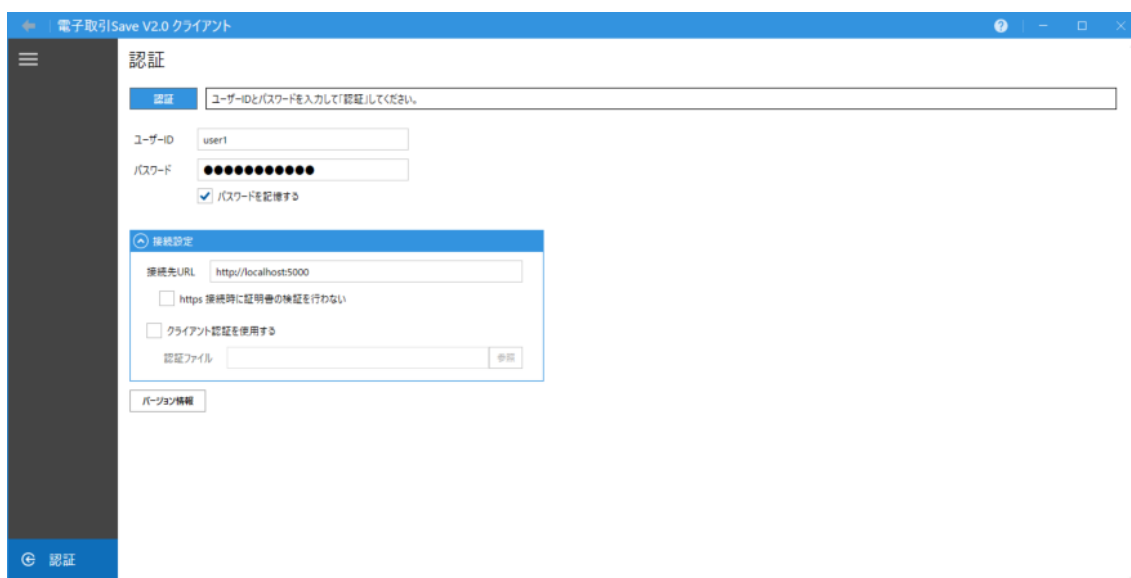 電子取引Save V2.0 クライアント
認証
認証 ユーザーIDとパスワードを入力して「認証」してください。
ユーザーID user1
パスワード ●●●●●●●●●●●
パスワードを記憶する
接続設定
接続先URL http://localhost:5000
https 接続時に証明書の検証を行わない
クライアント認証を使用する
認証ファイル 参照
バージョン情報
認証